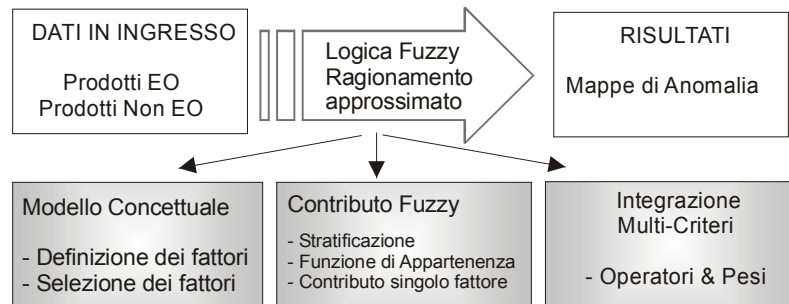 DATI IN INGRESSO
Prodotti EO
Prodotti Non EO
Logica Fuzzy
Ragionamento
approssimato
RISULTATI
Mappe di Anomalia
Modello Concettuale
- Definizione dei fattori
- Selezione dei fattori
Contributo Fuzzy
- Stratificazione
- Funzione di Appartenenza
- Contributo singolo fattore
Integrazione
Multi-Criteri
- Operatori & Pesi